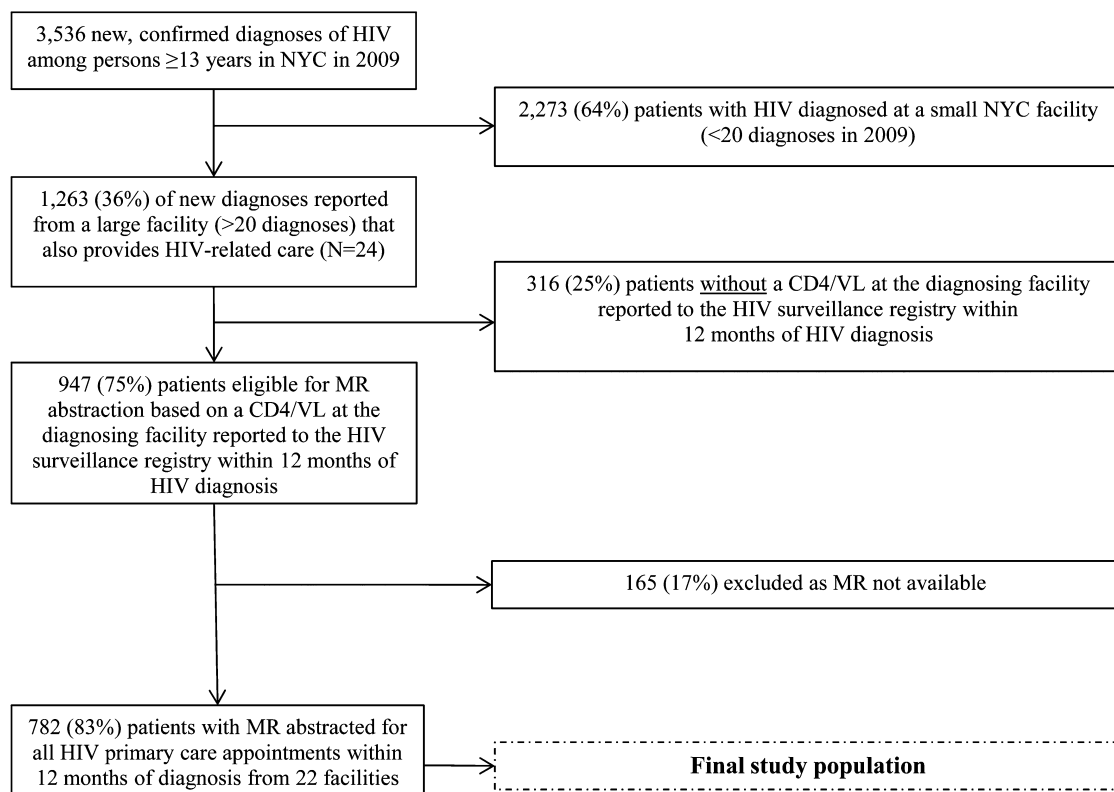 3,536 new, confirmed diagnoses of HIV
among persons ≥13 years in NYC in 2009
2,273 (64%) patients with HIV diagnosed at a small NYC facility
(<20 diagnoses in 2009)
1,263 (36%) of new diagnoses reported
from a large facility (>20 diagnoses) that
also provides HIV-related care (N=24)
316 (25%) patients without a CD4/VL at the diagnosing facility
reported to the HIV surveillance registry within
12 months of HIV diagnosis
947 (75%) patients eligible for MR
abstraction based on a CD4/VL at the
diagnosing facility reported to the HIV
surveillance registry within 12 months of
HIV diagnosis
165 (17%) excluded as MR not available
782 (83%) patients with MR abstracted for
all HIV primary care appointments within
12 months of diagnosis from 22 facilities
Final study population